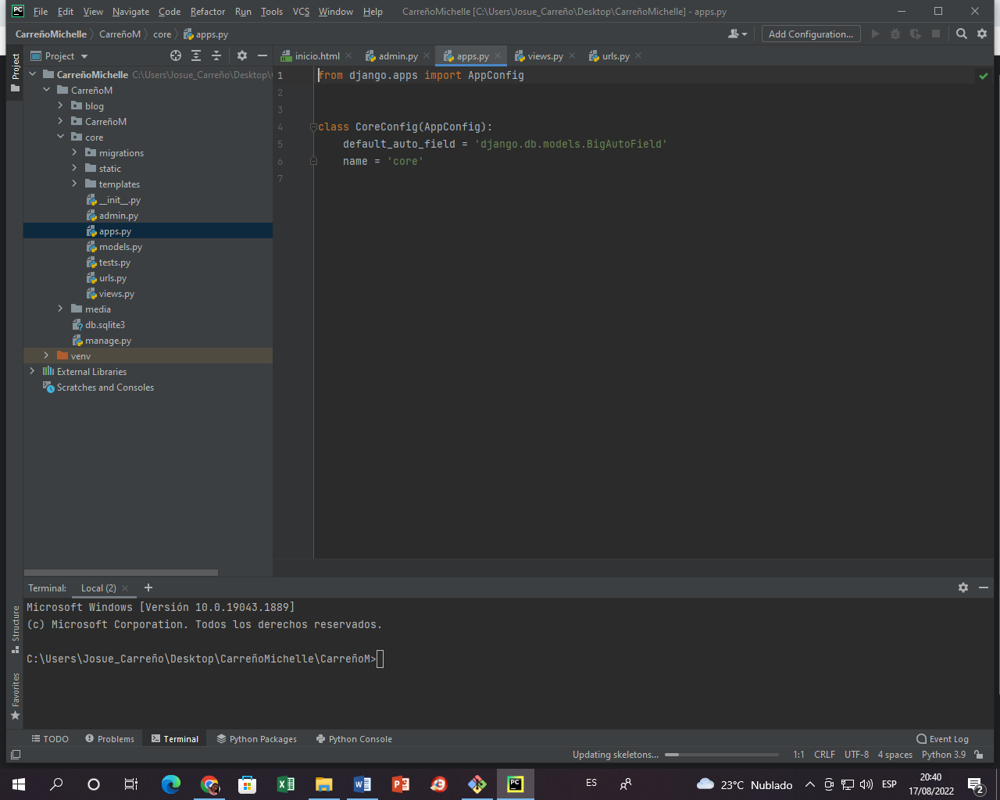 PC File Edit View Navigate Code Refactor Run Tools VCS Window Help CarreñoMichelle [C:\Users\Josue_Carreño\Desktop\CarreñoMichelle] - apps.py
CarreñoMichelle CarreñoM core apps.py Add Configuration...
Project
Project
inicio.html admin.py apps.py views.py urls.py
CarreñoMichelle C:\Users\Josue_Carreño\Desktop\
CarreñoM
blog
CarreñoM
core
migrations
static
templates
__init__.py
admin.py
apps.py
models.py
tests.py
urls.py
views.py
media
db.sqlite3
manage.py
venv
External Libraries
Scratches and Consoles
1 from django.apps import AppConfig
2
3
4 class CoreConfig(AppConfig):
5 default_auto_field = 'django.db.models.BigAutoField'
6 name = 'core'
7
Terminal: Local (2)
Microsoft Windows [Versión 10.0.19043.1889]
(c) Microsoft Corporation. Todos los derechos reservados.
C:\Users\Josue_Carreño\Desktop\CarreñoMichelle\CarreñoM>
Structure
Favorites
TODO Problems Terminal Python Packages Python Console Event Log
Updating skeletons... 1:1 CRLF UTF-8 4 spaces Python 3.9
ES 23°C Nublado ESP 20:40
17/08/2022
2